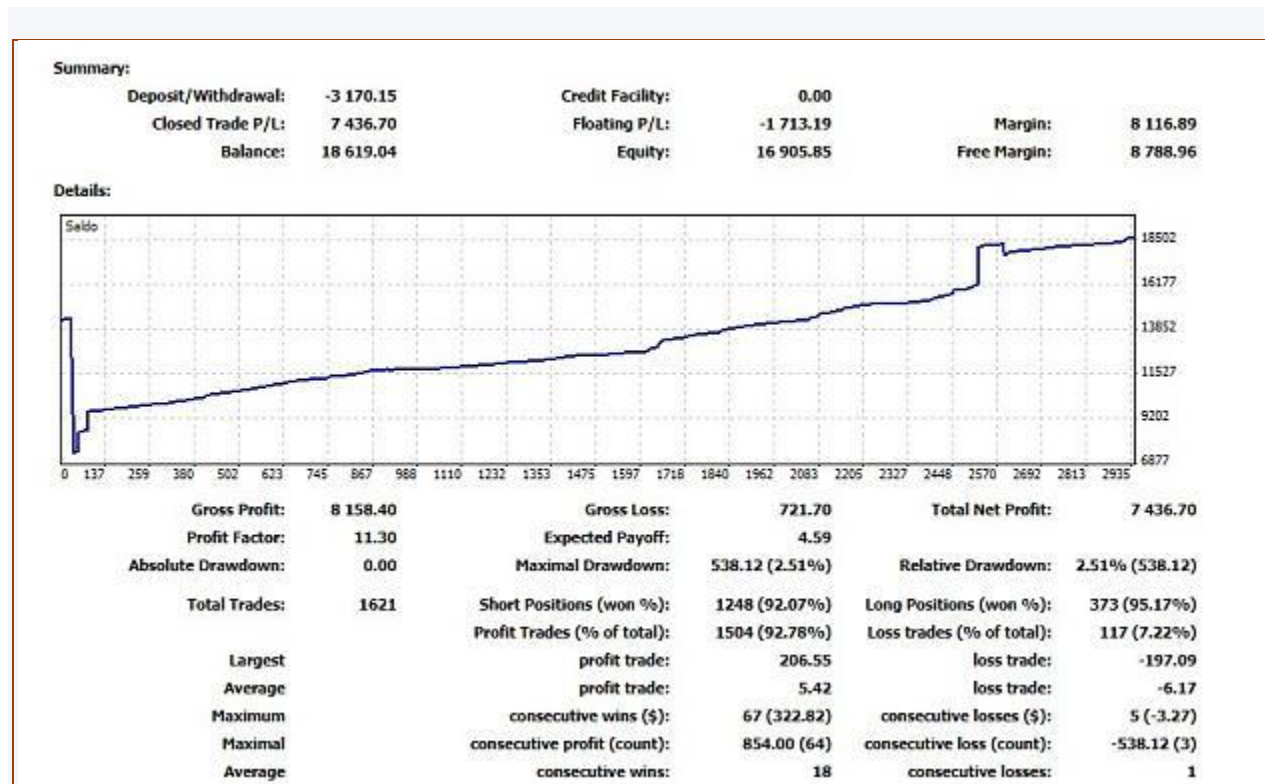 Summary:
Deposit/Withdrawal: -3 170.15 Credit Facility: 0.00
Closed Trade P/L: 7 436.70 Floating P/L: -1 713.19 Margin: 8 116.89
Balance: 18 619.04 Equity: 16 905.85 Free Margin: 8 788.96
Details:
Saldo
18502
16177
13852
11527
9202
6877
0 137 259 380 502 623 745 867 988 1110 1232 1353 1475 1597 1718 1840 1962 2083 2205 2327 2448 2570 2692 2813 2935
Gross Profit: 8 158.40 Gross Loss: 721.70 Total Net Profit: 7 436.70
Profit Factor: 11.30 Expected Payoff: 4.59
Absolute Drawdown: 0.00 Maximal Drawdown: 538.12 (2.51%) Relative Drawdown: 2.51% (538.12)
Total Trades: 1621 Short Positions (won %): 1248 (92.07%) Long Positions (won %): 373 (95.17%)
Profit Trades (% of total): 1504 (92.78%) Loss trades (% of total): 117 (7.22%)
Largest profit trade: 206.55 loss trade: -197.09
Average profit trade: 5.42 loss trade: -6.17
Maximum consecutive wins ($): 67 (322.82) consecutive losses ($): 5 (-3.27)
Maximal consecutive profit (count): 854.00 (64) consecutive loss (count): -538.12 (3)
Average consecutive wins: 18 consecutive losses: 1